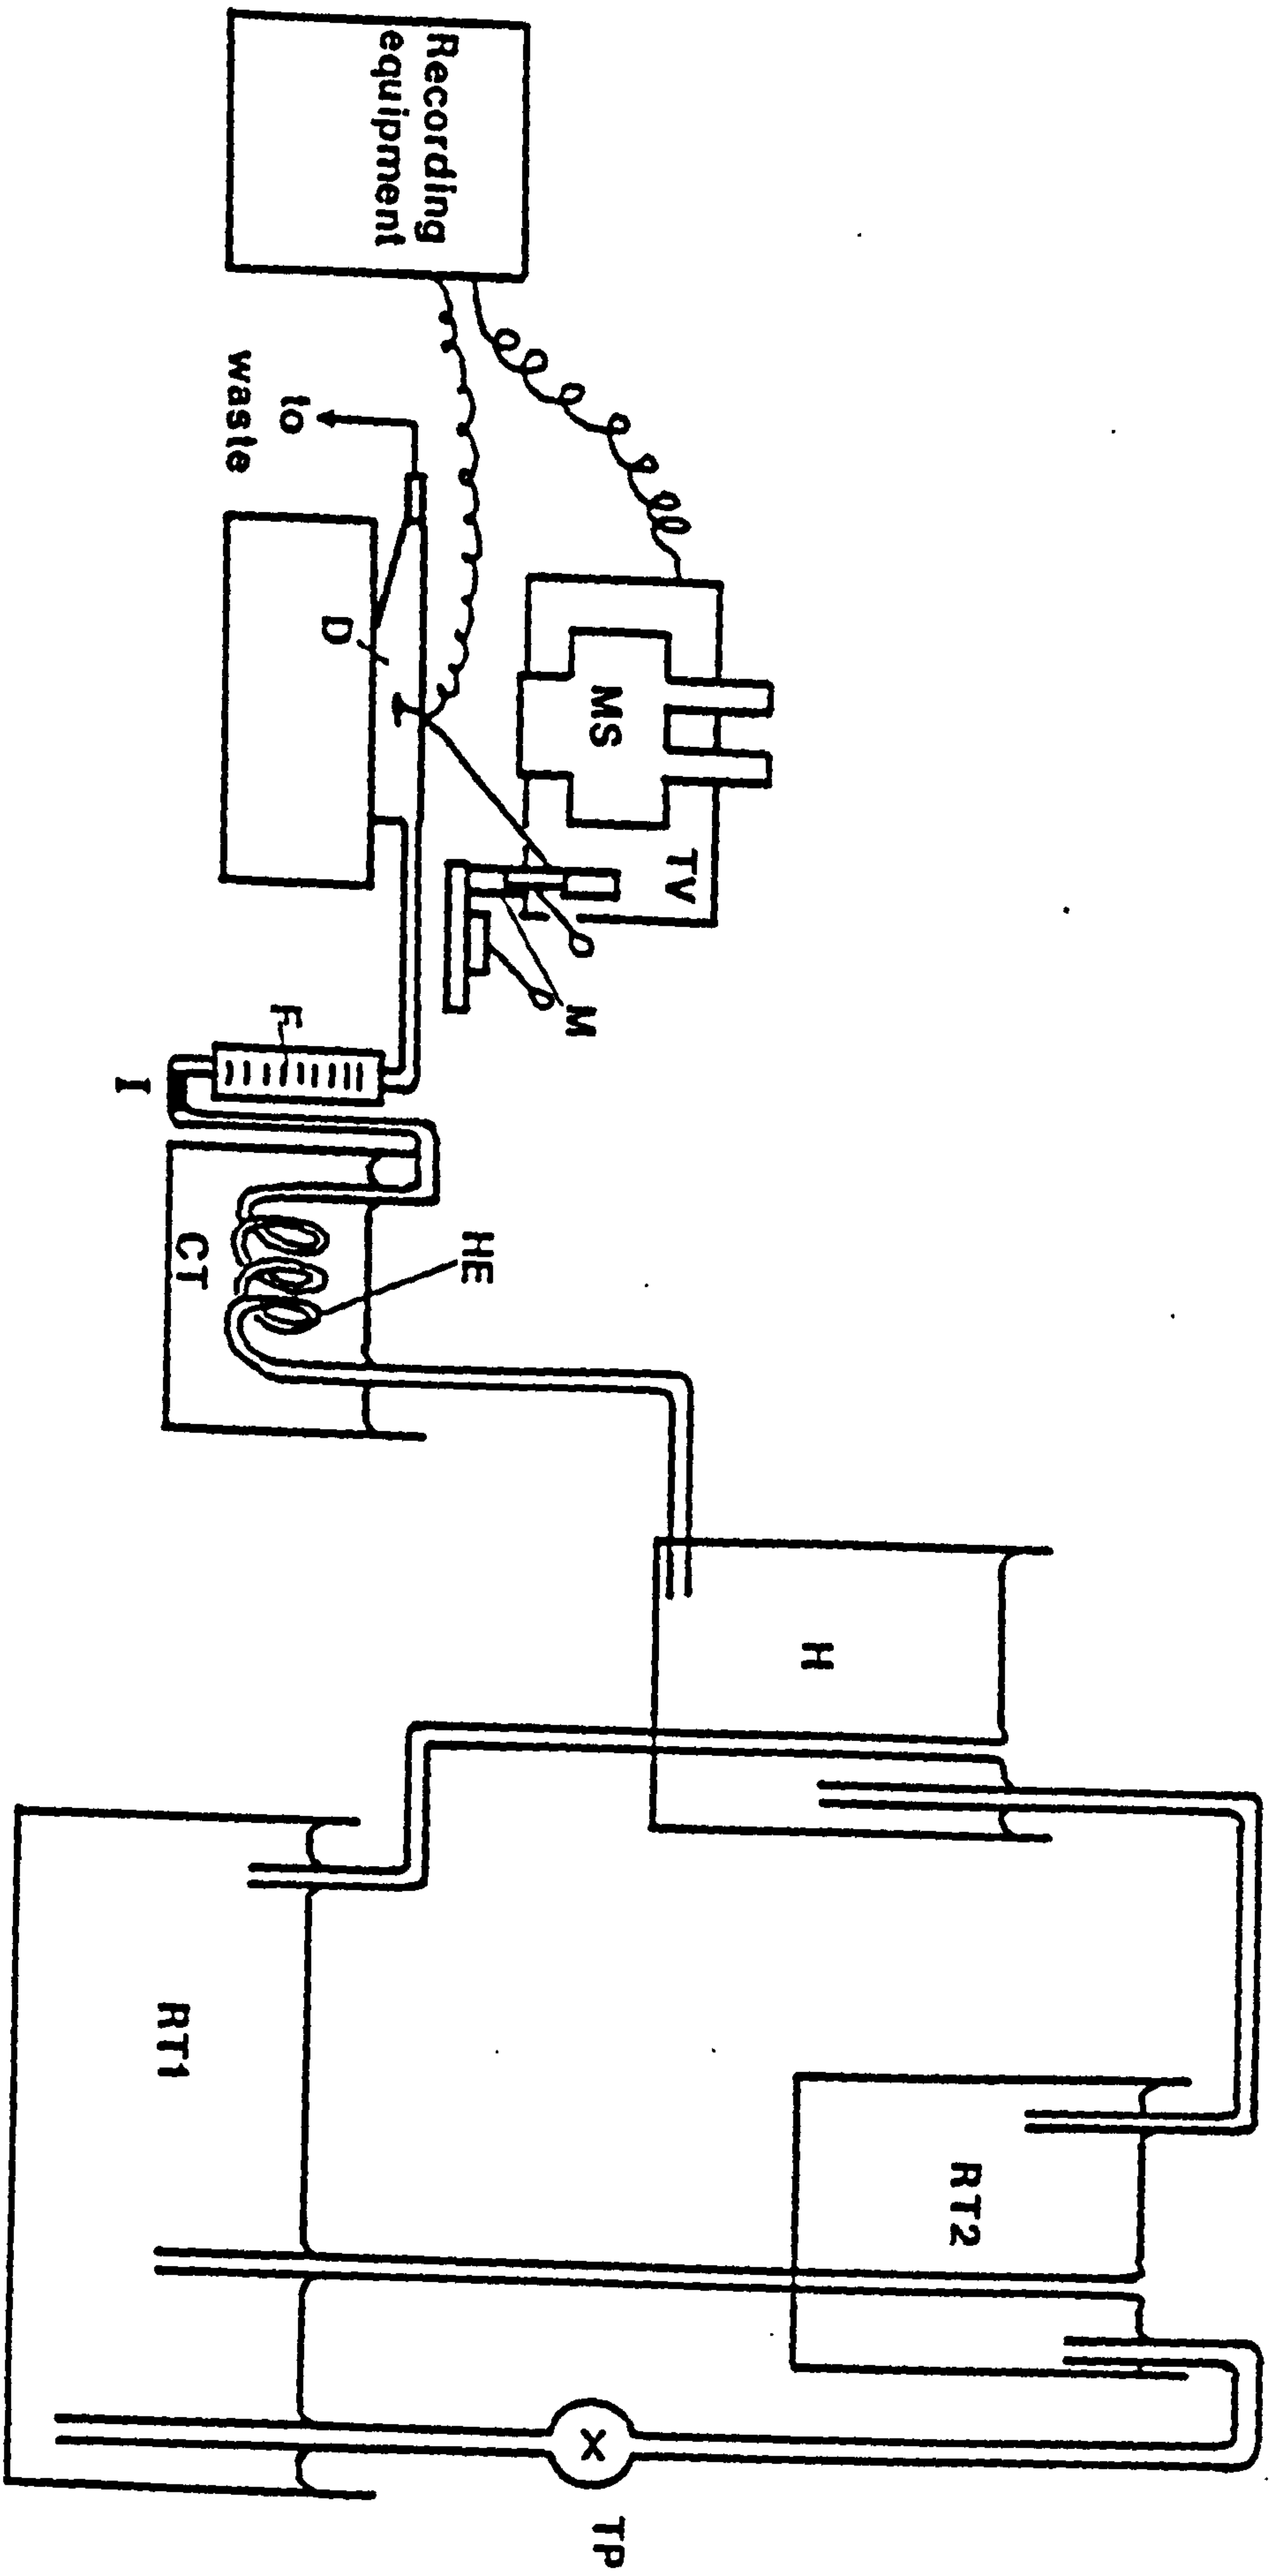 RT2
H
TV
MS
TP
X
M
HE
Recording
equipment
D
to
waste
F
CT
RT1
I